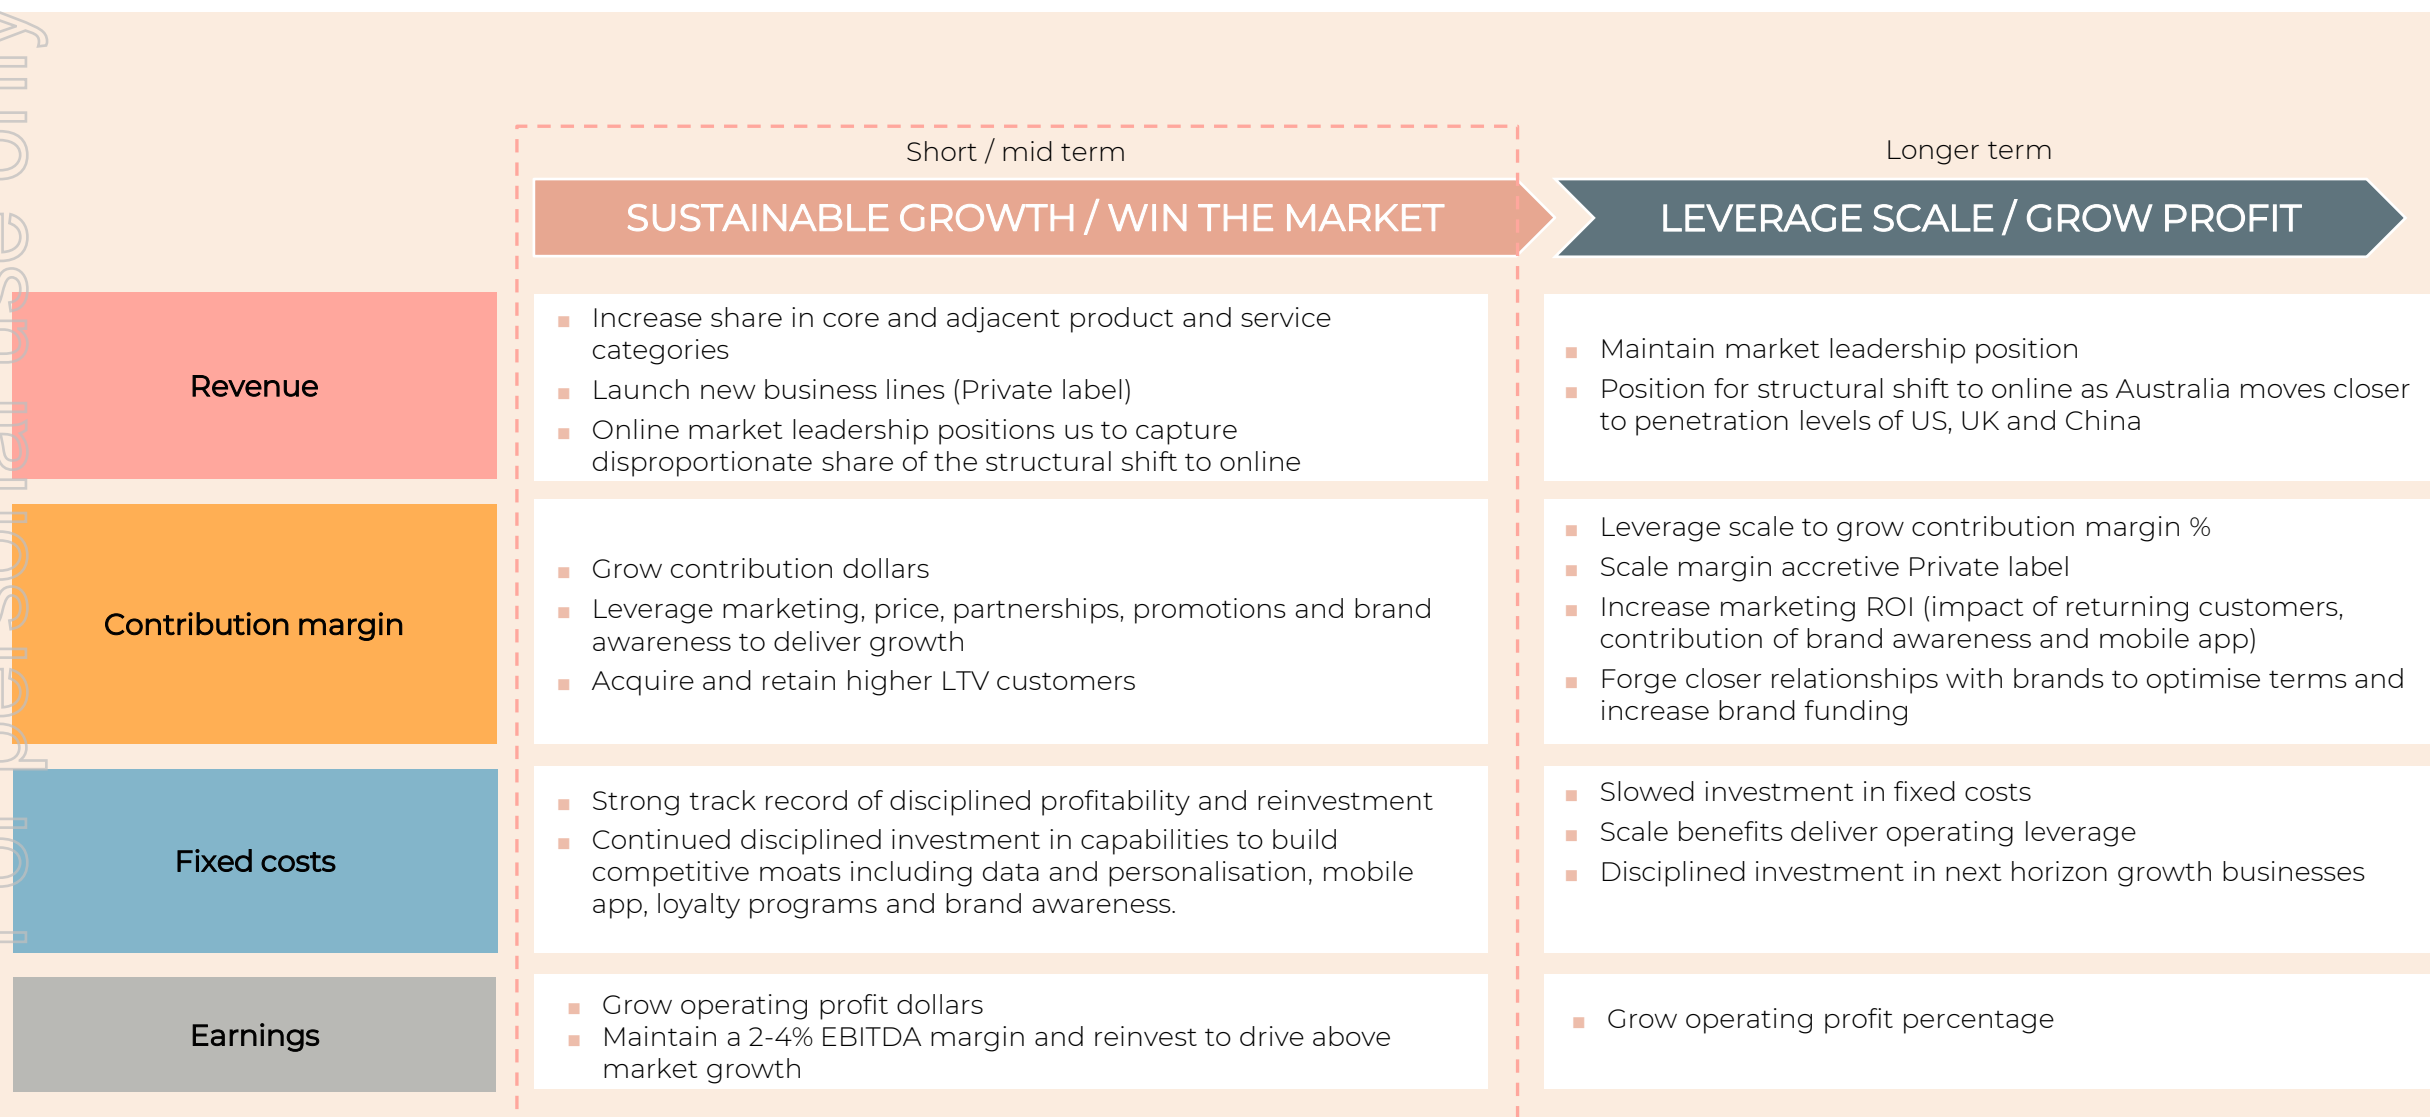 For personal use only
Short / mid term
Longer term
SUSTAINABLE GROWTH / WIN THE MARKET
LEVERAGE SCALE / GROW PROFIT
Revenue
Increase share in core and adjacent product and service
categories
Launch new business lines (Private label)
Online market leadership positions us to capture
disproportionate share of the structural shift to online
Maintain market leadership position
Position for structural shift to online as Australia moves closer
to penetration levels of US, UK and China
Contribution margin
Grow contribution dollars
Leverage marketing, price, partnerships, promotions and brand
awareness to deliver growth
Acquire and retain higher LTV customers
Leverage scale to grow contribution margin %
Scale margin accretive Private label
Increase marketing ROI (impact of returning customers,
contribution of brand awareness and mobile app)
Forge closer relationships with brands to optimise terms and
increase brand funding
Fixed costs
Strong track record of disciplined profitability and reinvestment
Continued disciplined investment in capabilities to build
competitive moats including data and personalisation, mobile
app, loyalty programs and brand awareness.
Slowed investment in fixed costs
Scale benefits deliver operating leverage
Disciplined investment in next horizon growth businesses
Earnings
Grow operating profit dollars
Maintain a 2-4% EBITDA margin and reinvest to drive above
market growth
Grow operating profit percentage